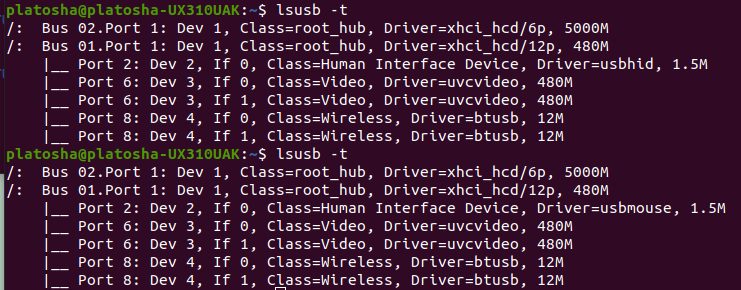 platosha@platosha-UX310UAK:~$ lsusb -t
/:  Bus 02.Port 1: Dev 1, Class=root_hub, Driver=xhci_hcd/6p, 5000M
/:  Bus 01.Port 1: Dev 1, Class=root_hub, Driver=xhci_hcd/12p, 480M
    |__ Port 2: Dev 2, If 0, Class=Human Interface Device, Driver=usbhid, 1.5M
    |__ Port 6: Dev 3, If 0, Class=Video, Driver=uvcvideo, 480M
    |__ Port 6: Dev 3, If 1, Class=Video, Driver=uvcvideo, 480M
    |__ Port 8: Dev 4, If 0, Class=Wireless, Driver=btusb, 12M
    |__ Port 8: Dev 4, If 1, Class=Wireless, Driver=btusb, 12M
platosha@platosha-UX310UAK:~$ lsusb -t
/:  Bus 02.Port 1: Dev 1, Class=root_hub, Driver=xhci_hcd/6p, 5000M
/:  Bus 01.Port 1: Dev 1, Class=root_hub, Driver=xhci_hcd/12p, 480M
    |__ Port 2: Dev 2, If 0, Class=Human Interface Device, Driver=usbmouse, 1.5M
    |__ Port 6: Dev 3, If 0, Class=Video, Driver=uvcvideo, 480M
    |__ Port 6: Dev 3, If 1, Class=Video, Driver=uvcvideo, 480M
    |__ Port 8: Dev 4, If 0, Class=Wireless, Driver=btusb, 12M
    |__ Port 8: Dev 4, If 1, Class=Wireless, Driver=btusb, 12M